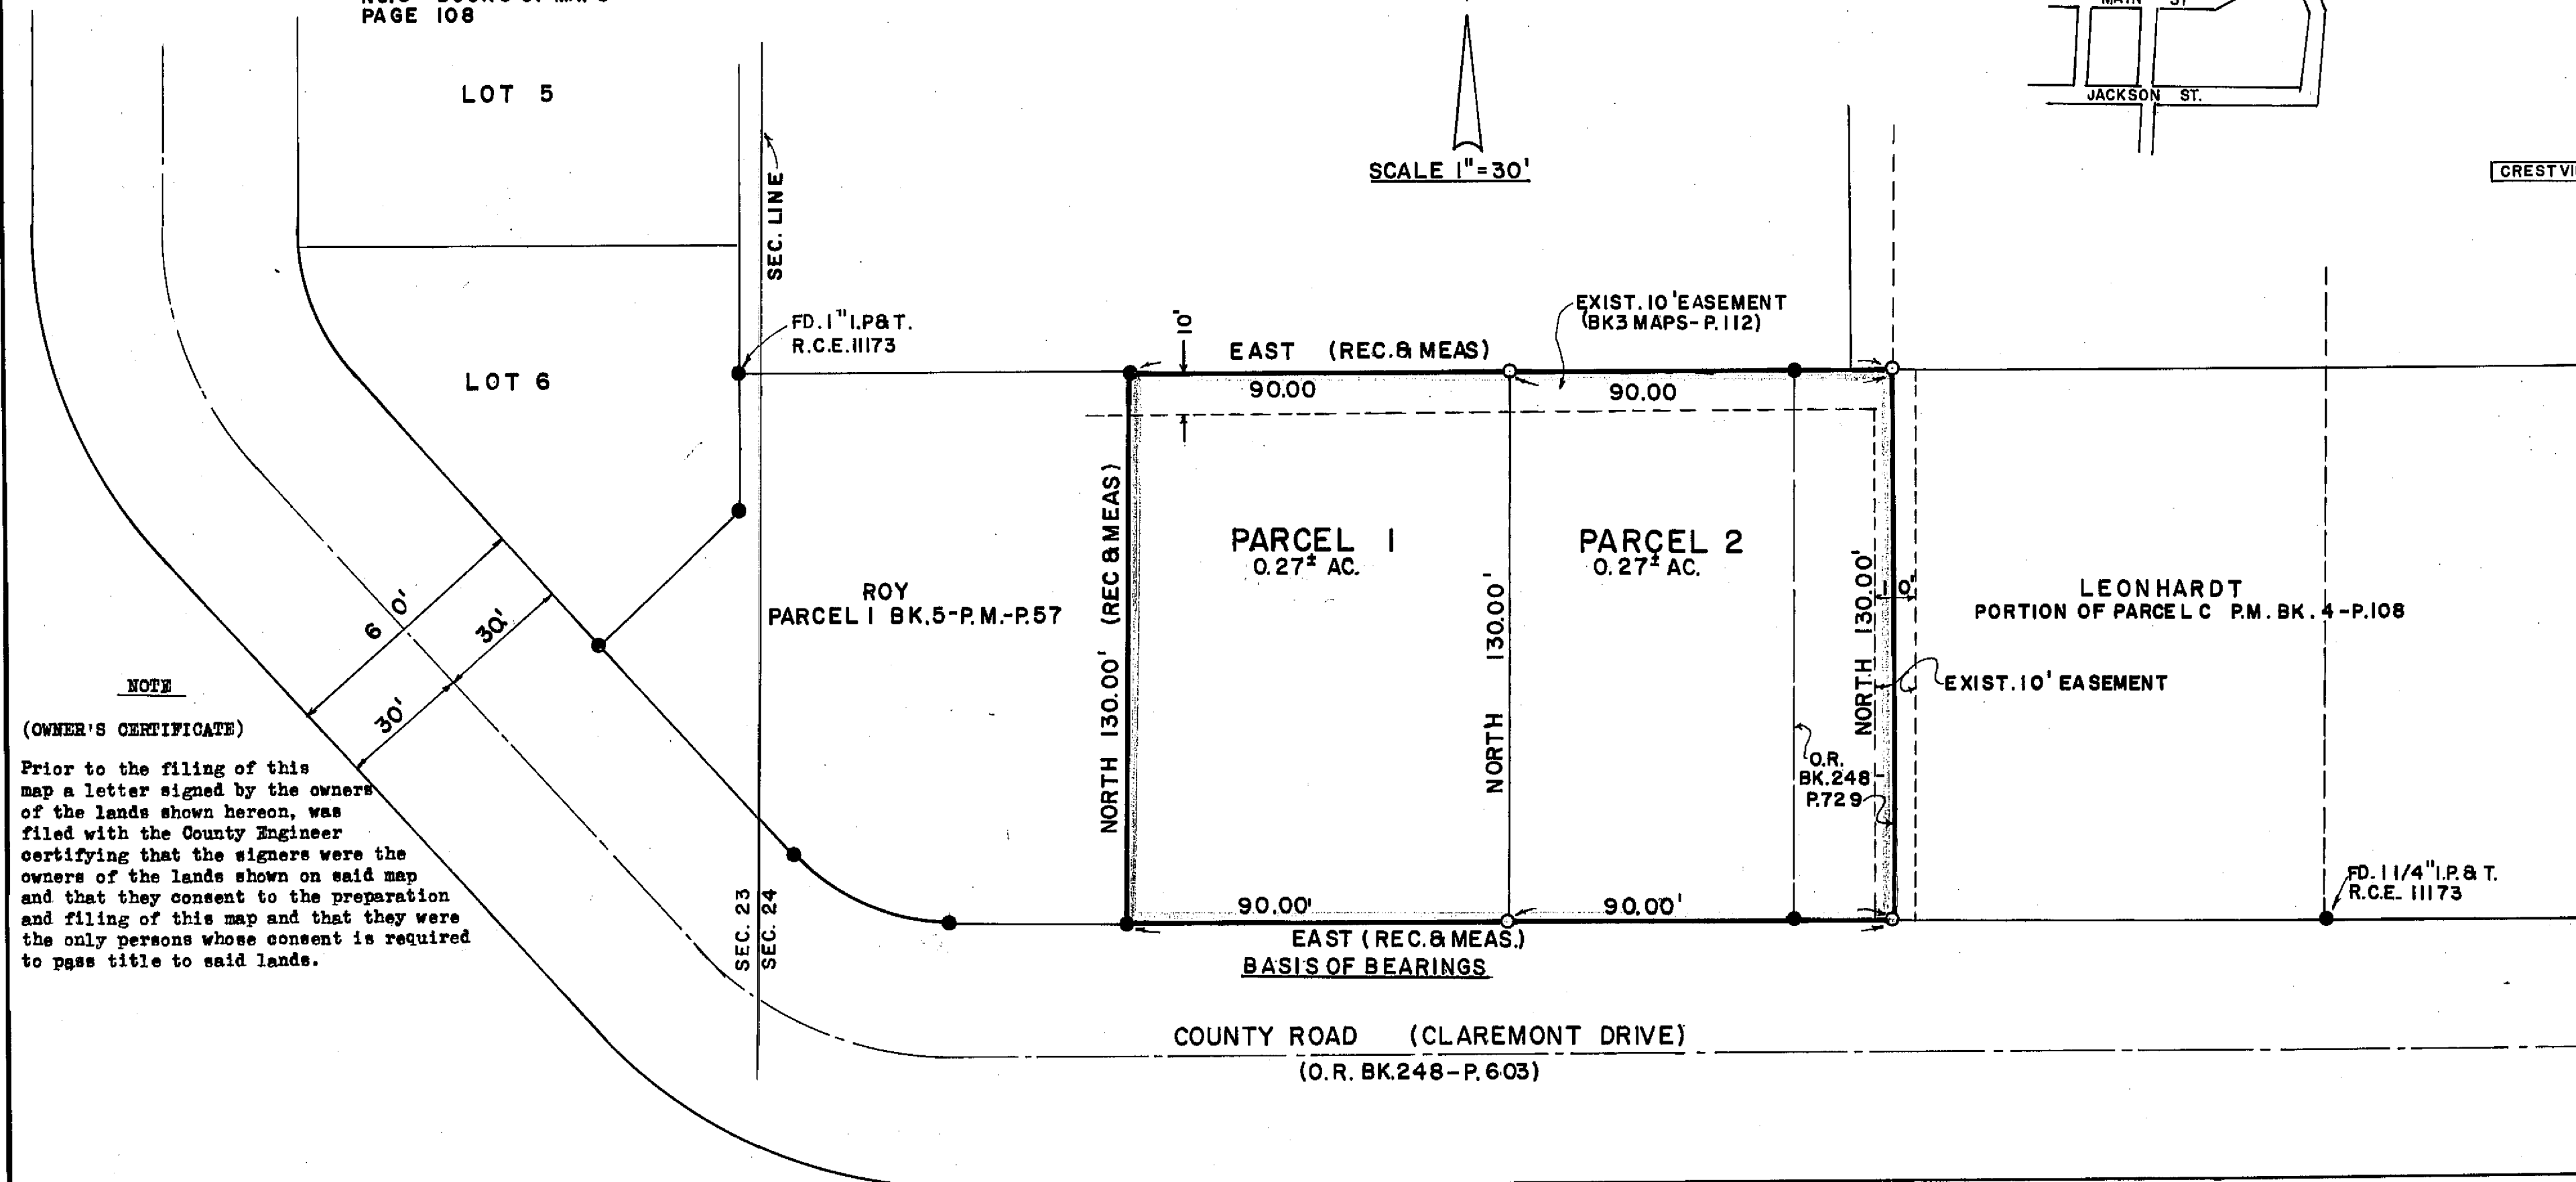 PAGE 108
LOT 5
SEC. LINE
SCALE 1"=30'
MAIN ST
JACKSON ST.
FD. 1" I.P.&T.
R.C.E. 11173
LOT 6
10'
EAST (REC.& MEAS)
EXIST. 10' EASEMENT
(BK3 MAPS-P.112)
90.00
90.00
NORTH 130.00' (REC & MEAS)
PARCEL 1
0.27± AC.
NORTH 130.00'
PARCEL 2
0.27± AC.
NORTH 130.00'
10'
ROY
PARCEL 1 BK.5-P.M.-P.57
LEONHARDT
PORTION OF PARCEL C P.M. BK. 4-P.108
EXIST. 10' EASEMENT
O.R.
BK.248-
P.729
60'
30'
30'
NOTE
(OWNER'S CERTIFICATE)
Prior to the filing of this
map a letter signed by the owners
of the lands shown hereon, was
filed with the County Engineer
certifying that the signers were the
owners of the lands shown on said map
and that they consent to the preparation
and filing of this map and that they were
the only persons whose consent is required
to pass title to said lands.
SEC. 23
SEC. 24
90.00'
90.00'
EAST (REC.& MEAS.)
BASIS OF BEARINGS
FD. 1 1/4" I.P. & T.
R.C.E. 11173
COUNTY ROAD (CLAREMONT DRIVE)
(O.R. BK.248-P.603)